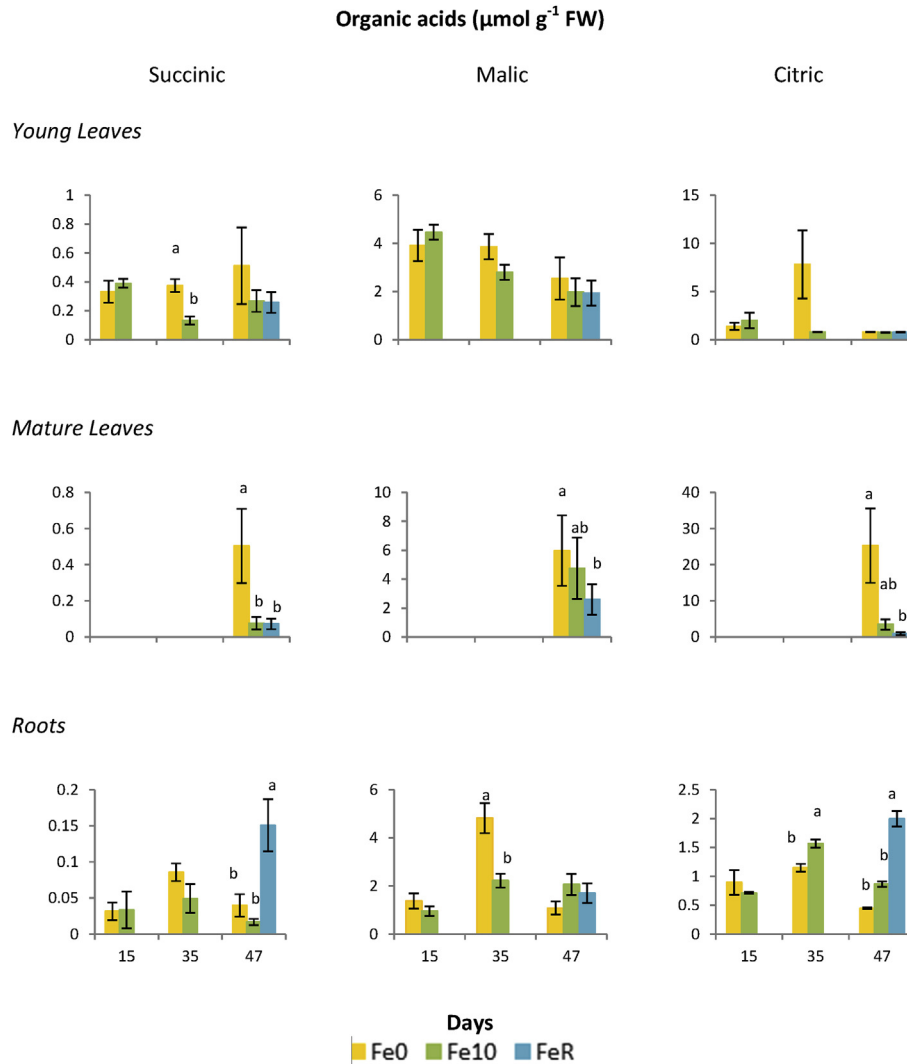 Organic acids (µmol g-1 FW)
Succinic Malic Citric
Young Leaves
1 6 15
0.8
0.6 a 4 10
0.4 b
0.2 2 5
0 0 0
Mature Leaves
0.8 a 10 a 40 a
0.6 8 ab 30
0.4 6 b 20 ab
0.2 b b 4 10 b
0 2 0
0
Roots
0.2 a 6 a 2.5 a
0.15 4 b 2 b a
0.1 b 2 1.5 b b
0.05 b 0 1
0 0.5
0
15 35 47 15 35 47 15 35 47
Days
Fe0 Fe10 FeR